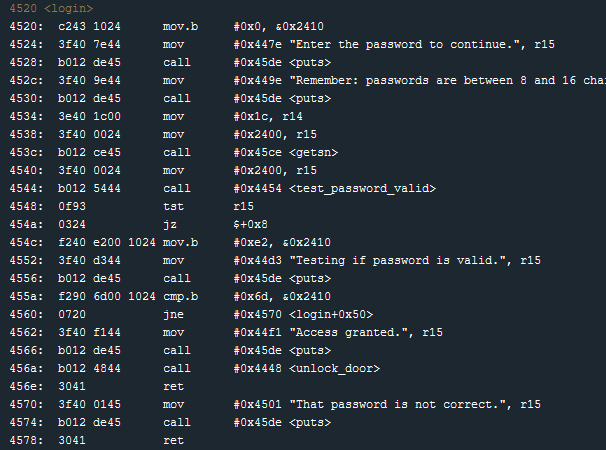 4520 <login>
4520: c243 1024 mov.b #0x0, &0x2410
4524: 3f40 7e44 mov #0x447e "Enter the password to continue.", r15
4528: b012 de45 call #0x45de <puts>
452c: 3f40 9e44 mov #0x449e "Remember: passwords are between 8 and 16 cha
4530: b012 de45 call #0x45de <puts>
4534: 3e40 1c00 mov #0x1c, r14
4538: 3f40 0024 mov #0x2400, r15
453c: b012 ce45 call #0x45ce <getsn>
4540: 3f40 0024 mov #0x2400, r15
4544: b012 5444 call #0x4454 <test_password_valid>
4548: 0f93 tst r15
454a: 0324 jz $+0x8
454c: f240 e200 1024 mov.b #0xe2, &0x2410
4552: 3f40 d344 mov #0x44d3 "Testing if password is valid.", r15
4556: b012 de45 call #0x45de <puts>
455a: f290 6d00 1024 cmp.b #0x6d, &0x2410
4560: 0720 jne #0x4570 <login+0x50>
4562: 3f40 f144 mov #0x44f1 "Access granted.", r15
4566: b012 de45 call #0x45de <puts>
456a: b012 4844 call #0x4448 <unlock_door>
456e: 3041 ret
4570: 3f40 0145 mov #0x4501 "That password is not correct.", r15
4574: b012 de45 call #0x45de <puts>
4578: 3041 ret